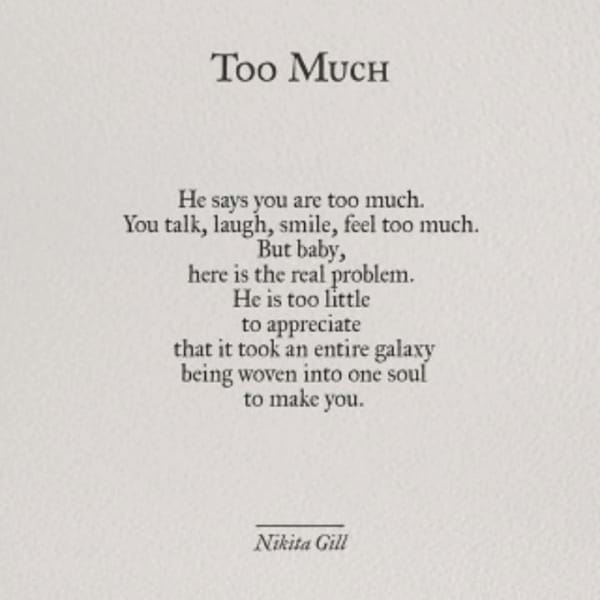 Too Much
He says you are too much.
You talk, laugh, smile, feel too much.
But baby,
here is the real problem.
He is too little
to appreciate
that it took an entire galaxy
being woven into one soul
to make you.
Nikita Gill